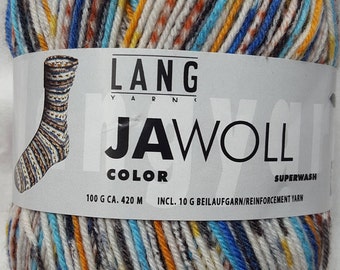 LANG
YARNS
JAWOLL
COLOR
SUPERWASH
100 G CA. 420 M
INCL. 10 G BEILAUFGARN/REINFORCEMENT YARN